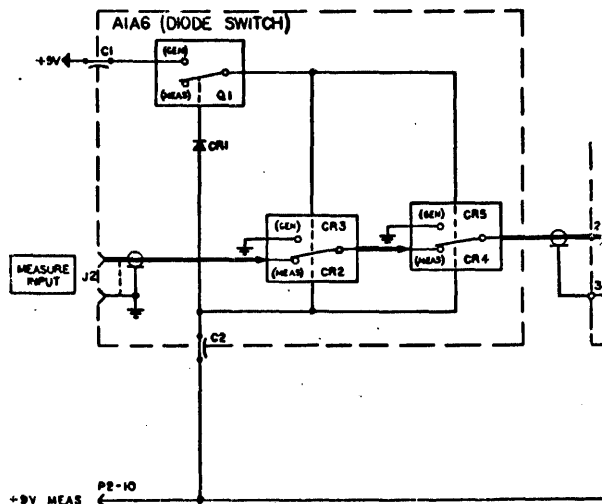 A1A6 (DIODE SWITCH)
C1
+9V
(GEN)
(MEAS)
Q1
CR1
(GEN)
CR3
(MEAS)
CR2
(GEN)
CR5
(MEAS)
CR4
2
3
MEASURE
INPUT
J2
C2
+9V MEAS
P2-10